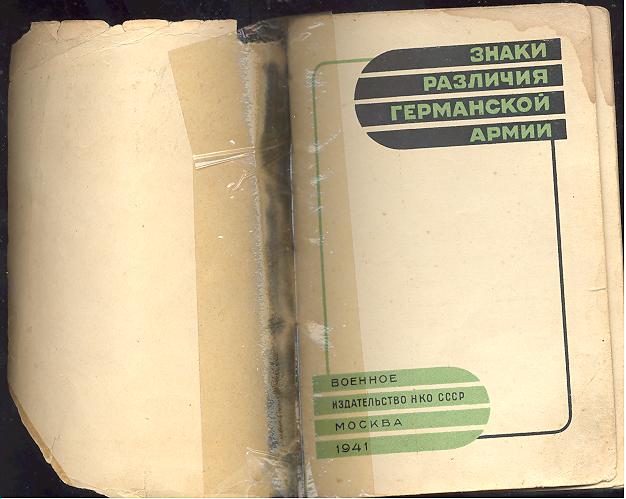 ЗНАКИ
РАЗЛИЧИЯ
ГЕРМАНСКОЙ
АРМИИ
ВОЕННОЕ
ИЗДАТЕЛЬСТВО НКО СССР
МОСКВА
1941